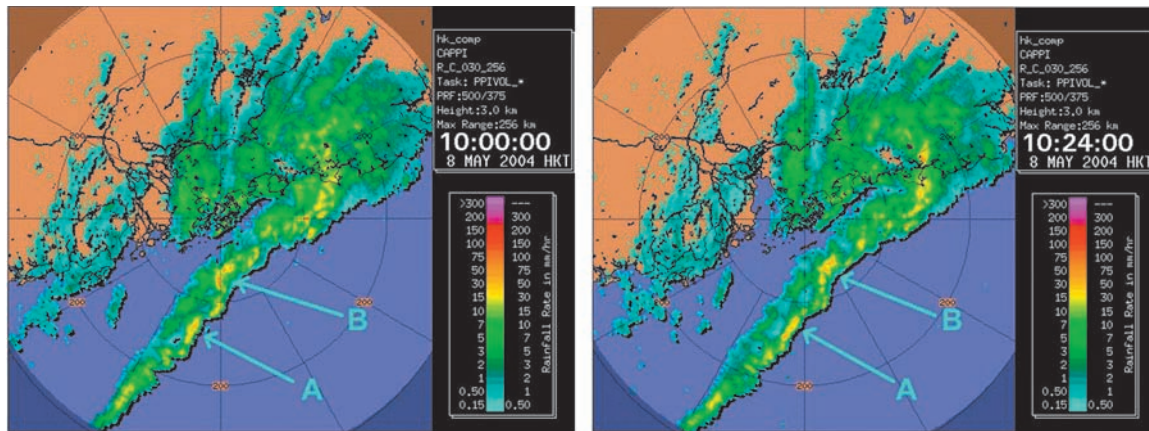 hk_comp
CAPPI
R_C_030_256
Task: PPIVOL_*
PRF:500/375
Height:3.0 km
Max Range:256 km
10:00:00
8 MAY 2004 HKT
>300 ---
200 300
150 200
100 150
75 100
50 75
30 50
15 30
10 15
7 10
5 7
3 5
2 3
1 2
0.50 1
0.15 0.50
Rainfall Rate in mm/hr
200
200
200
B
A
200
hk_comp
CAPPI
R_C_030_256
Task: PPIVOL_*
PRF:500/375
Height:3.0 km
Max Range:256 km
10:24:00
8 MAY 2004 HKT
>300 ---
200 300
150 200
100 150
75 100
50 75
30 50
15 30
10 15
7 10
5 7
3 5
2 3
1 2
0.50 1
0.15 0.50
Rainfall Rate in mm/hr
200
200
200
B
A
200